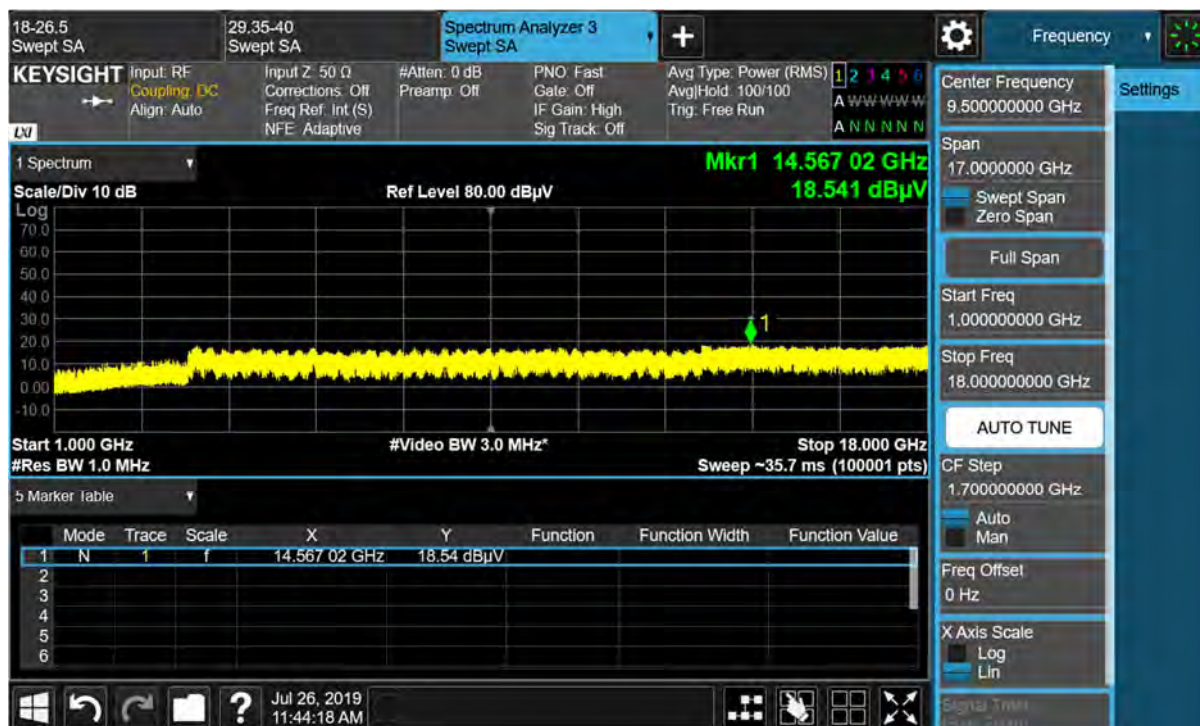 18-26.5
Swept SA
29.35-40
Swept SA
Spectrum Analyzer 3
Swept SA
Frequency
KEYSIGHT
LXI
Input: RF
Coupling: DC
Align: Auto
Input Z: 50 Ω
Corrections: Off
Freq Ref: Int (S)
NFE: Adaptive
#Atten: 0 dB
Preamp: Off
PNO: Fast
Gate: Off
IF Gain: High
Sig Track: Off
Avg Type: Power (RMS)
Avg|Hold: 100/100
Trig: Free Run
1 2 3 4 5 6
A W W W W W
A N N N N N
1 Spectrum
Mkr1 14.567 02 GHz
Scale/Div 10 dB
Ref Level 80.00 dBµV
18.541 dBµV
Log
70.0
60.0
50.0
40.0
30.0
20.0
10.0
0.00
-10.0
1
Start 1.000 GHz
#Video BW 3.0 MHz*
Stop 18.000 GHz
#Res BW 1.0 MHz
Sweep ~35.7 ms (100001 pts)
5 Marker Table
Mode Trace Scale X Y Function Function Width Function Value
1 N 1 f 14.567 02 GHz 18.54 dBµV
2
3
4
5
6
Jul 26, 2019
11:44:18 AM
Center Frequency
9.500000000 GHz
Span
17.0000000 GHz
Swept Span
Zero Span
Full Span
Start Freq
1.000000000 GHz
Stop Freq
18.000000000 GHz
AUTO TUNE
CF Step
1.700000000 GHz
Auto
Man
Freq Offset
0 Hz
X Axis Scale
Log
Lin
Settings